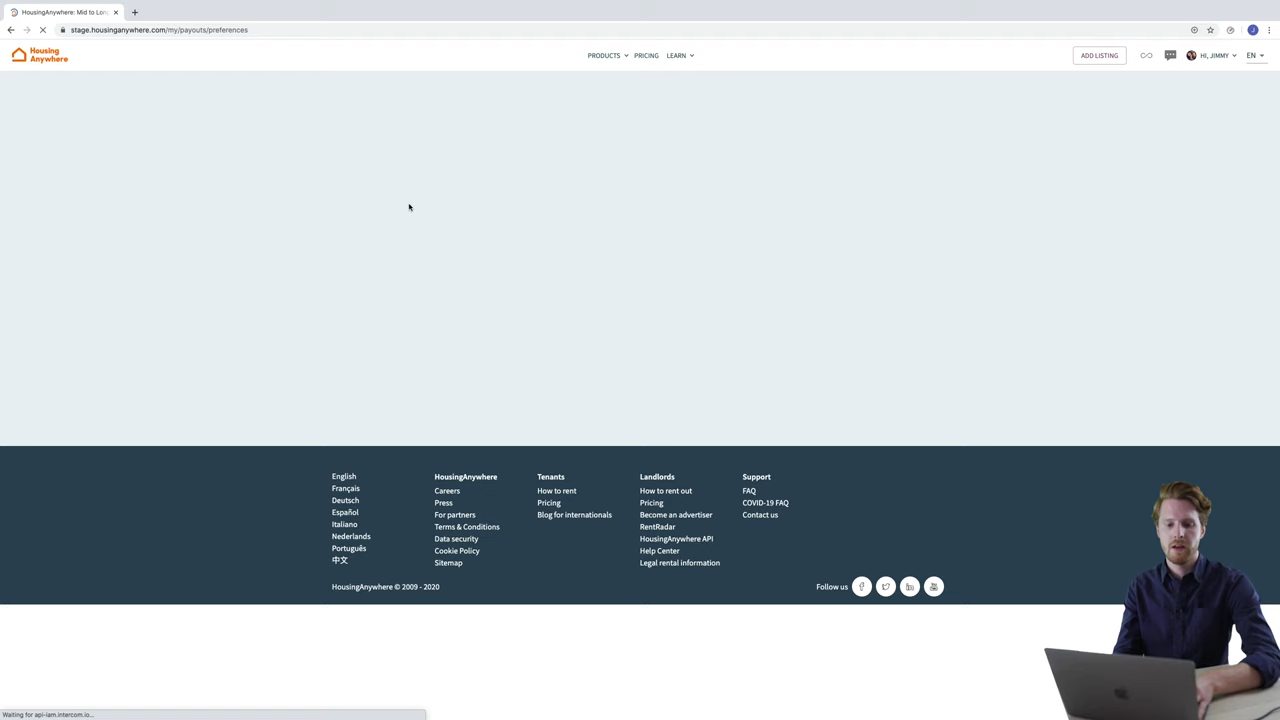 HousingAnywhere: Mid to Lon
stage.housinganywhere.com/my/payouts/preferences
J
Housing
Anywhere
PRODUCTS
PRICING
LEARN
ADD LISTING
HI, JIMMY
EN
English
Français
Deutsch
Español
Italiano
Nederlands
Português
中文
HousingAnywhere
Careers
Press
For partners
Terms & Conditions
Data security
Cookie Policy
Sitemap
Tenants
How to rent
Pricing
Blog for internationals
Landlords
How to rent out
Pricing
Become an advertiser
RentRadar
HousingAnywhere API
Help Center
Legal rental information
Support
FAQ
COVID-19 FAQ
Contact us
HousingAnywhere © 2009 - 2020
Follow us
Waiting for api-iam.intercom.io...